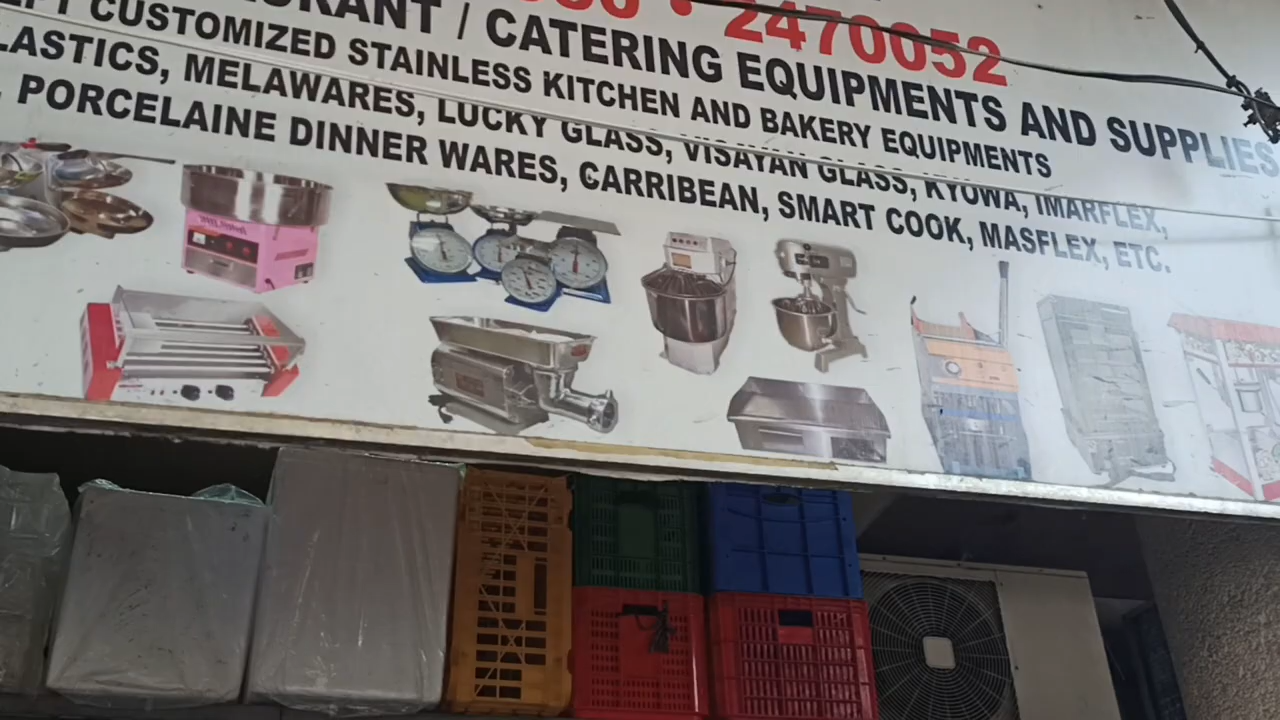 2470052
/ CATERING EQUIPMENTS AND SUPPLIES
CUSTOMIZED STAINLESS KITCHEN AND BAKERY EQUIPMENTS
LASTICS, MELAWARES, LUCKY GLASS, VISAYAN GLASS, KYOWA, IMARFLEX,
PORCELAINE DINNER WARES, CARRIBEAN, SMART COOK, MASFLEX, ETC.